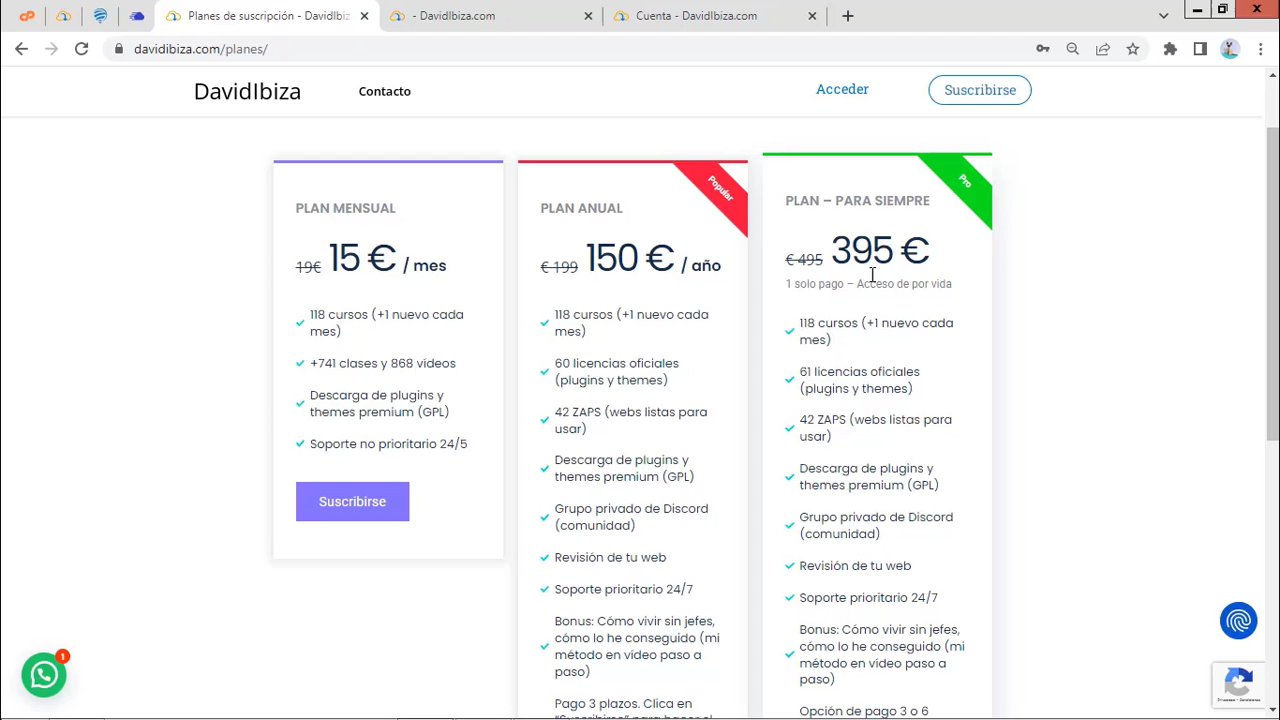 Planes de suscripción - DavidIbiz
- DavidIbiza.com
Cuenta - DavidIbiza.com
davidibiza.com/planes/
DavidIbiza
Contacto
Acceder
Suscribirse
PLAN MENSUAL
19€ 15 € / mes
118 cursos (+1 nuevo cada
mes)
+741 clases y 868 videos
Descarga de plugins y
themes premium (GPL)
Soporte no prioritario 24/5
Suscribirse
Popular
PLAN ANUAL
€ 199 150 € / año
118 cursos (+1 nuevo cada
mes)
60 licencias oficiales
(plugins y themes)
42 ZAPS (webs listas para
usar)
Descarga de plugins y
themes premium (GPL)
Grupo privado de Discord
(comunidad)
Revisión de tu web
Soporte prioritario 24/7
Bonus: Cómo vivir sin jefes,
cómo lo he conseguido (mi
método en video paso a
paso)
Pago 3 plazos. Clica en
"Suscribirse" para hacer el
Pro
PLAN – PARA SIEMPRE
€ 495 395 €
1 solo pago – Acceso de por vida
118 cursos (+1 nuevo cada
mes)
61 licencias oficiales
(plugins y themes)
42 ZAPS (webs listas para
usar)
Descarga de plugins y
themes premium (GPL)
Grupo privado de Discord
(comunidad)
Revisión de tu web
Soporte prioritario 24/7
Bonus: Cómo vivir sin jefes,
cómo lo he conseguido (mi
método en video paso a
paso)
Opción de pago 3 o 6
1